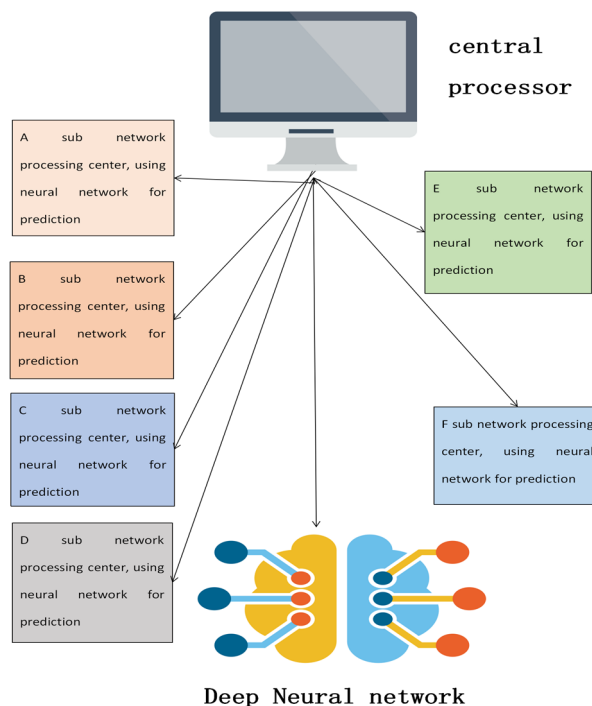 central
processor
A sub network
processing center, using
neural network for
prediction
B sub network
processing center, using
neural network for
prediction
C sub network
processing center, using
neural network for
prediction
D sub network
processing center, using
neural network for
prediction
E sub network
processing center, using
neural network for
prediction
F sub network processing
center, using neural
network for prediction
Deep Neural network